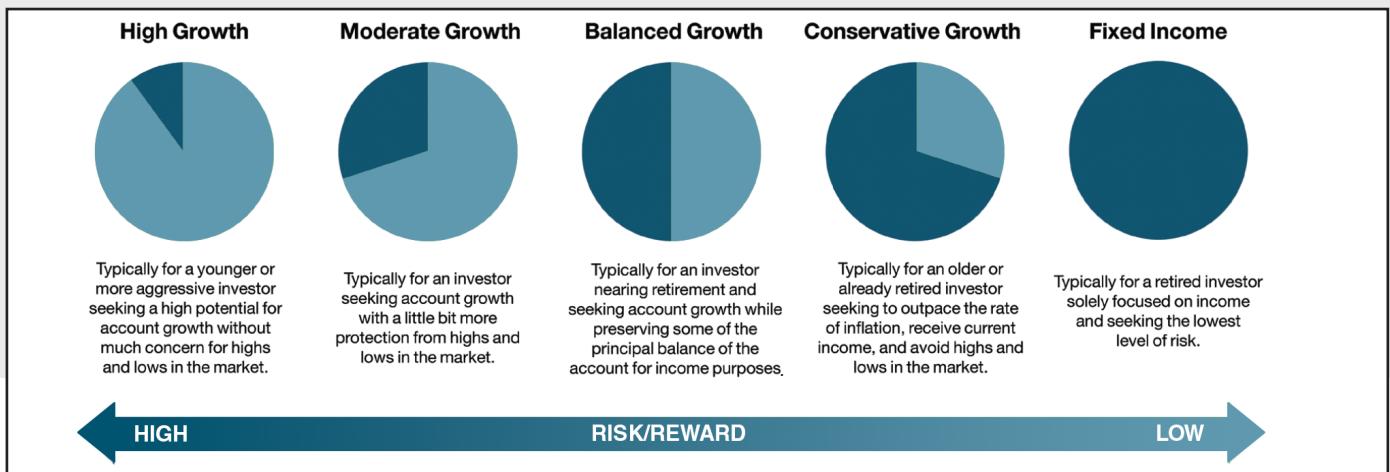 High Growth
Typically for a younger or
more aggressive investor
seeking a high potential for
account growth without
much concern for highs
and lows in the market.
Moderate Growth
Typically for an investor
seeking account growth
with a little bit more
protection from highs and
lows in the market.
Balanced Growth
Typically for an investor
nearing retirement and
seeking account growth while
preserving some of the
principal balance of the
account for income purposes.
Conservative Growth
Typically for an older or
already retired investor
seeking to outpace the rate
of inflation, receive current
income, and avoid highs and
lows in the market.
Fixed Income
Typically for a retired investor
solely focused on income
and seeking the lowest
level of risk.
HIGH RISK/REWARD LOW